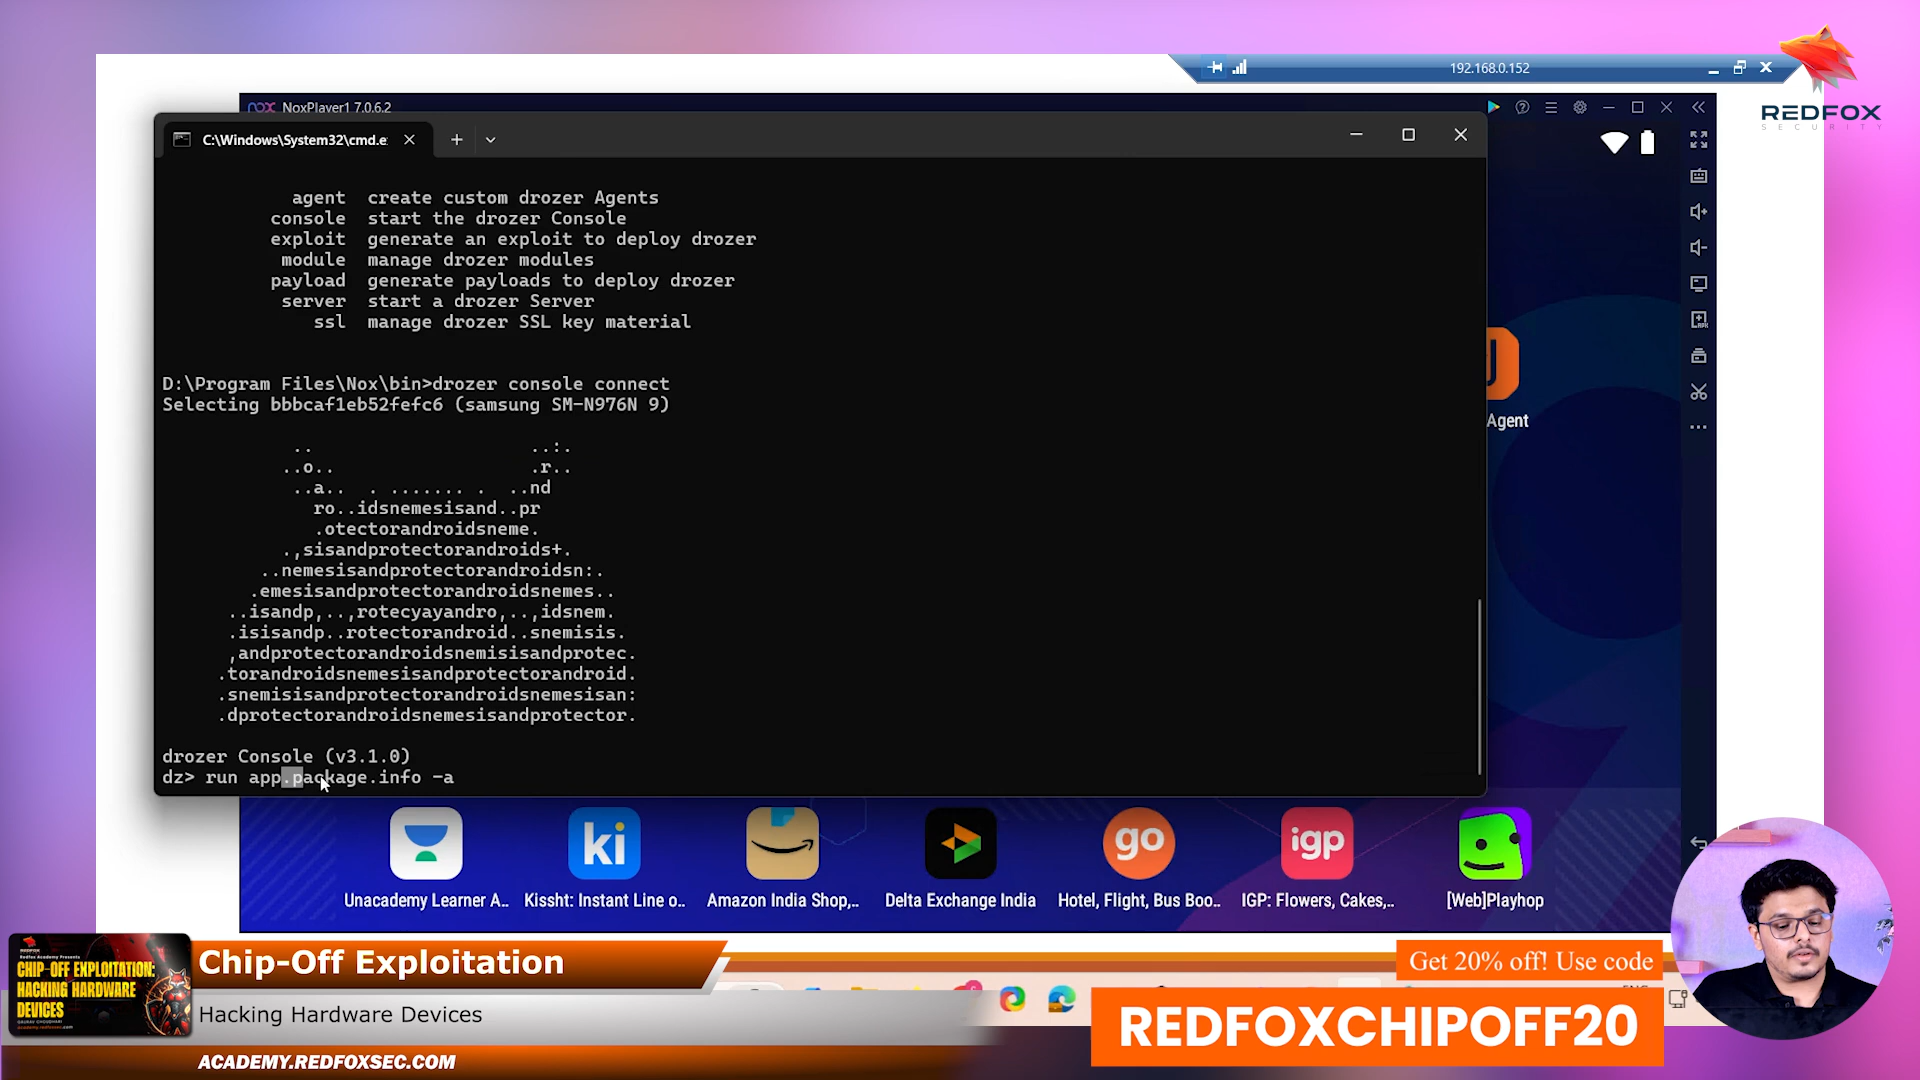 192.168.0.152
REDFOX
SECURITY
nox NoxPlayer1 7.0.6.2
C:\Windows\System32\cmd.e
agent create custom drozer Agents
console start the drozer Console
exploit generate an exploit to deploy drozer
module manage drozer modules
payload generate payloads to deploy drozer
server start a drozer Server
ssl manage drozer SSL key material
D:\Program Files\Nox\bin>drozer console connect
Selecting bbbcaf1eb52fefc6 (samsung SM-N976N 9)
.. ..:.
..o.. .r..
..a.. . ....... . ..nd
ro..idsnemesisand..pr
.otectorandroidsneme.
.,sisandprotectorandroids+.
..nemesisandprotectorandroidsn:.
.emesisandprotectorandroidsnemes..
..isandp,..,rotecyayandro,..,idsnem.
.isisandp..rotectorandroid..snemisis.
,andprotectorandroidsnemisisandprotec.
.torandroidsnemesisandprotectorandroid.
.snemisisandprotectorandroidsnemesisan:
.dprotectorandroidsnemesisandprotector.
drozer Console (v3.1.0)
dz> run app.package.info -a
Agent
ki
go
igp
Unacademy Learner A..
Kissht: Instant Line o..
Amazon India Shop,..
Delta Exchange India
Hotel, Flight, Bus Boo..
IGP: Flowers, Cakes,..
[Web]Playhop
CHIP-OFF EXPLOITATION:
HACKING HARDWARE
DEVICES
Chip-Off Exploitation
Hacking Hardware Devices
ACADEMY.REDFOXSEC.COM
Get 20% off! Use code
REDFOXCHIPOFF20